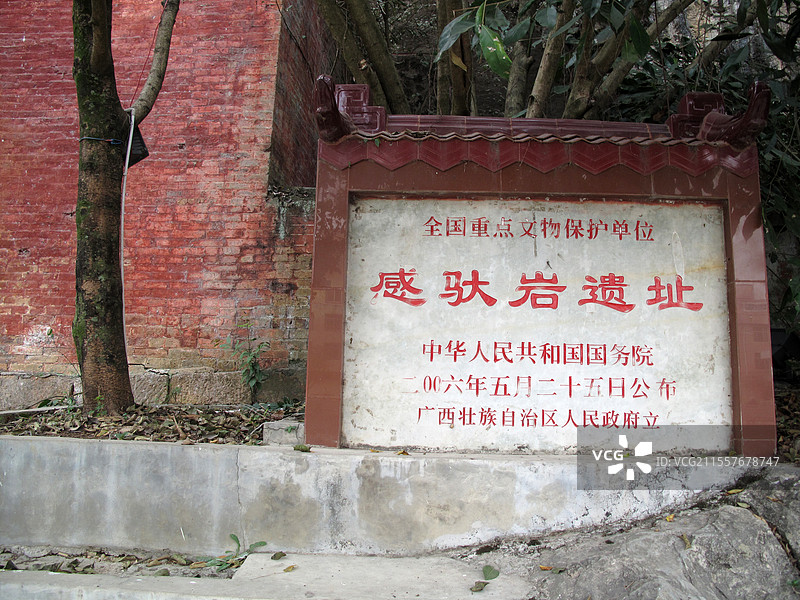 全国重点文物保护单位
感驮岩遗址
中华人民共和国国务院
二00六年五月二十五日公布
广西壮族自治区人民政府立
VCG
ID:VCG211557678747